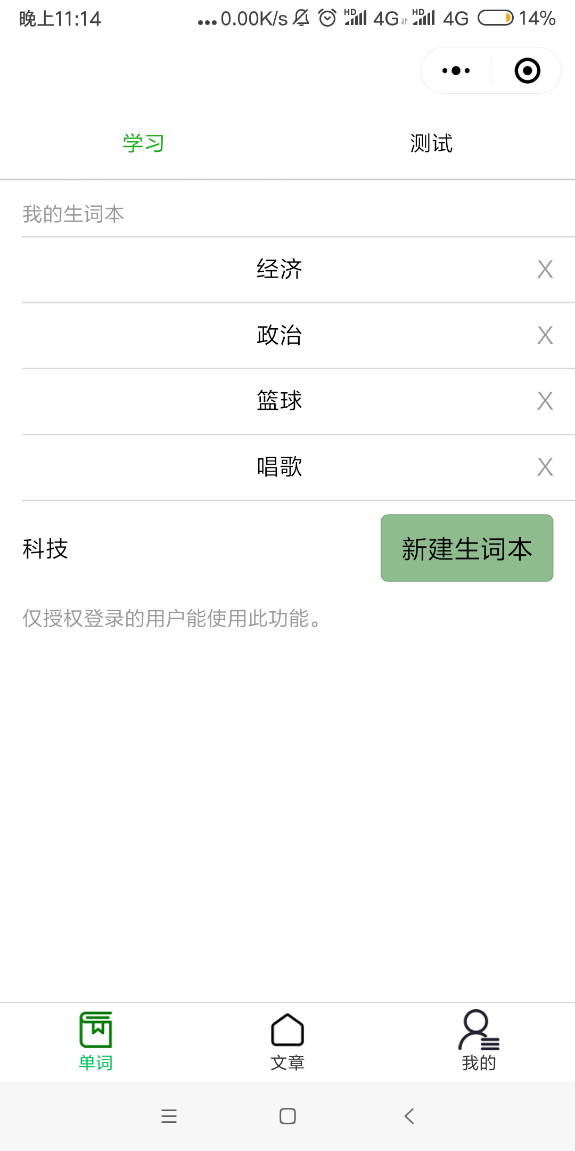 晚上11:14 ...0.00K/s HD 4G HD 4G 14%
学习 测试
我的生词本
经济 X
政治 X
篮球 X
唱歌 X
科技 新建生词本
仅授权登录的用户能使用此功能。
单词 文章 我的